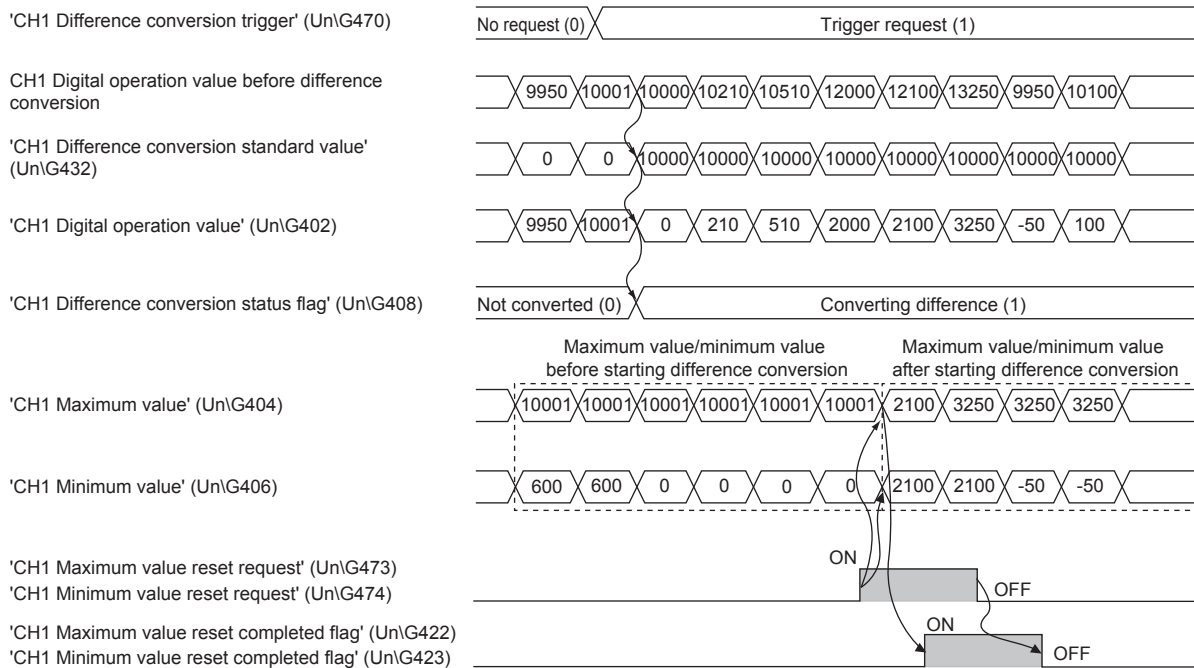 'CH1 Difference conversion trigger' (Un\G470)
No request (0)
Trigger request (1)
CH1 Digital operation value before difference
conversion
9950 10001 10000 10210 10510 12000 12100 13250 9950 10100
'CH1 Difference conversion standard value'
(Un\G432)
0 0 10000 10000 10000 10000 10000 10000 10000 10000
'CH1 Digital operation value' (Un\G402)
9950 10001 0 210 510 2000 2100 3250 -50 100
'CH1 Difference conversion status flag' (Un\G408)
Not converted (0)
Converting difference (1)
Maximum value/minimum value
before starting difference conversion
Maximum value/minimum value
after starting difference conversion
'CH1 Maximum value' (Un\G404)
10001 10001 10001 10001 10001 10001 2100 3250 3250 3250
'CH1 Minimum value' (Un\G406)
600 600 0 0 0 0 2100 2100 -50 -50
ON
'CH1 Maximum value reset request' (Un\G473)
'CH1 Minimum value reset request' (Un\G474)
OFF
ON
'CH1 Maximum value reset completed flag' (Un\G422)
'CH1 Minimum value reset completed flag' (Un\G423)
OFF